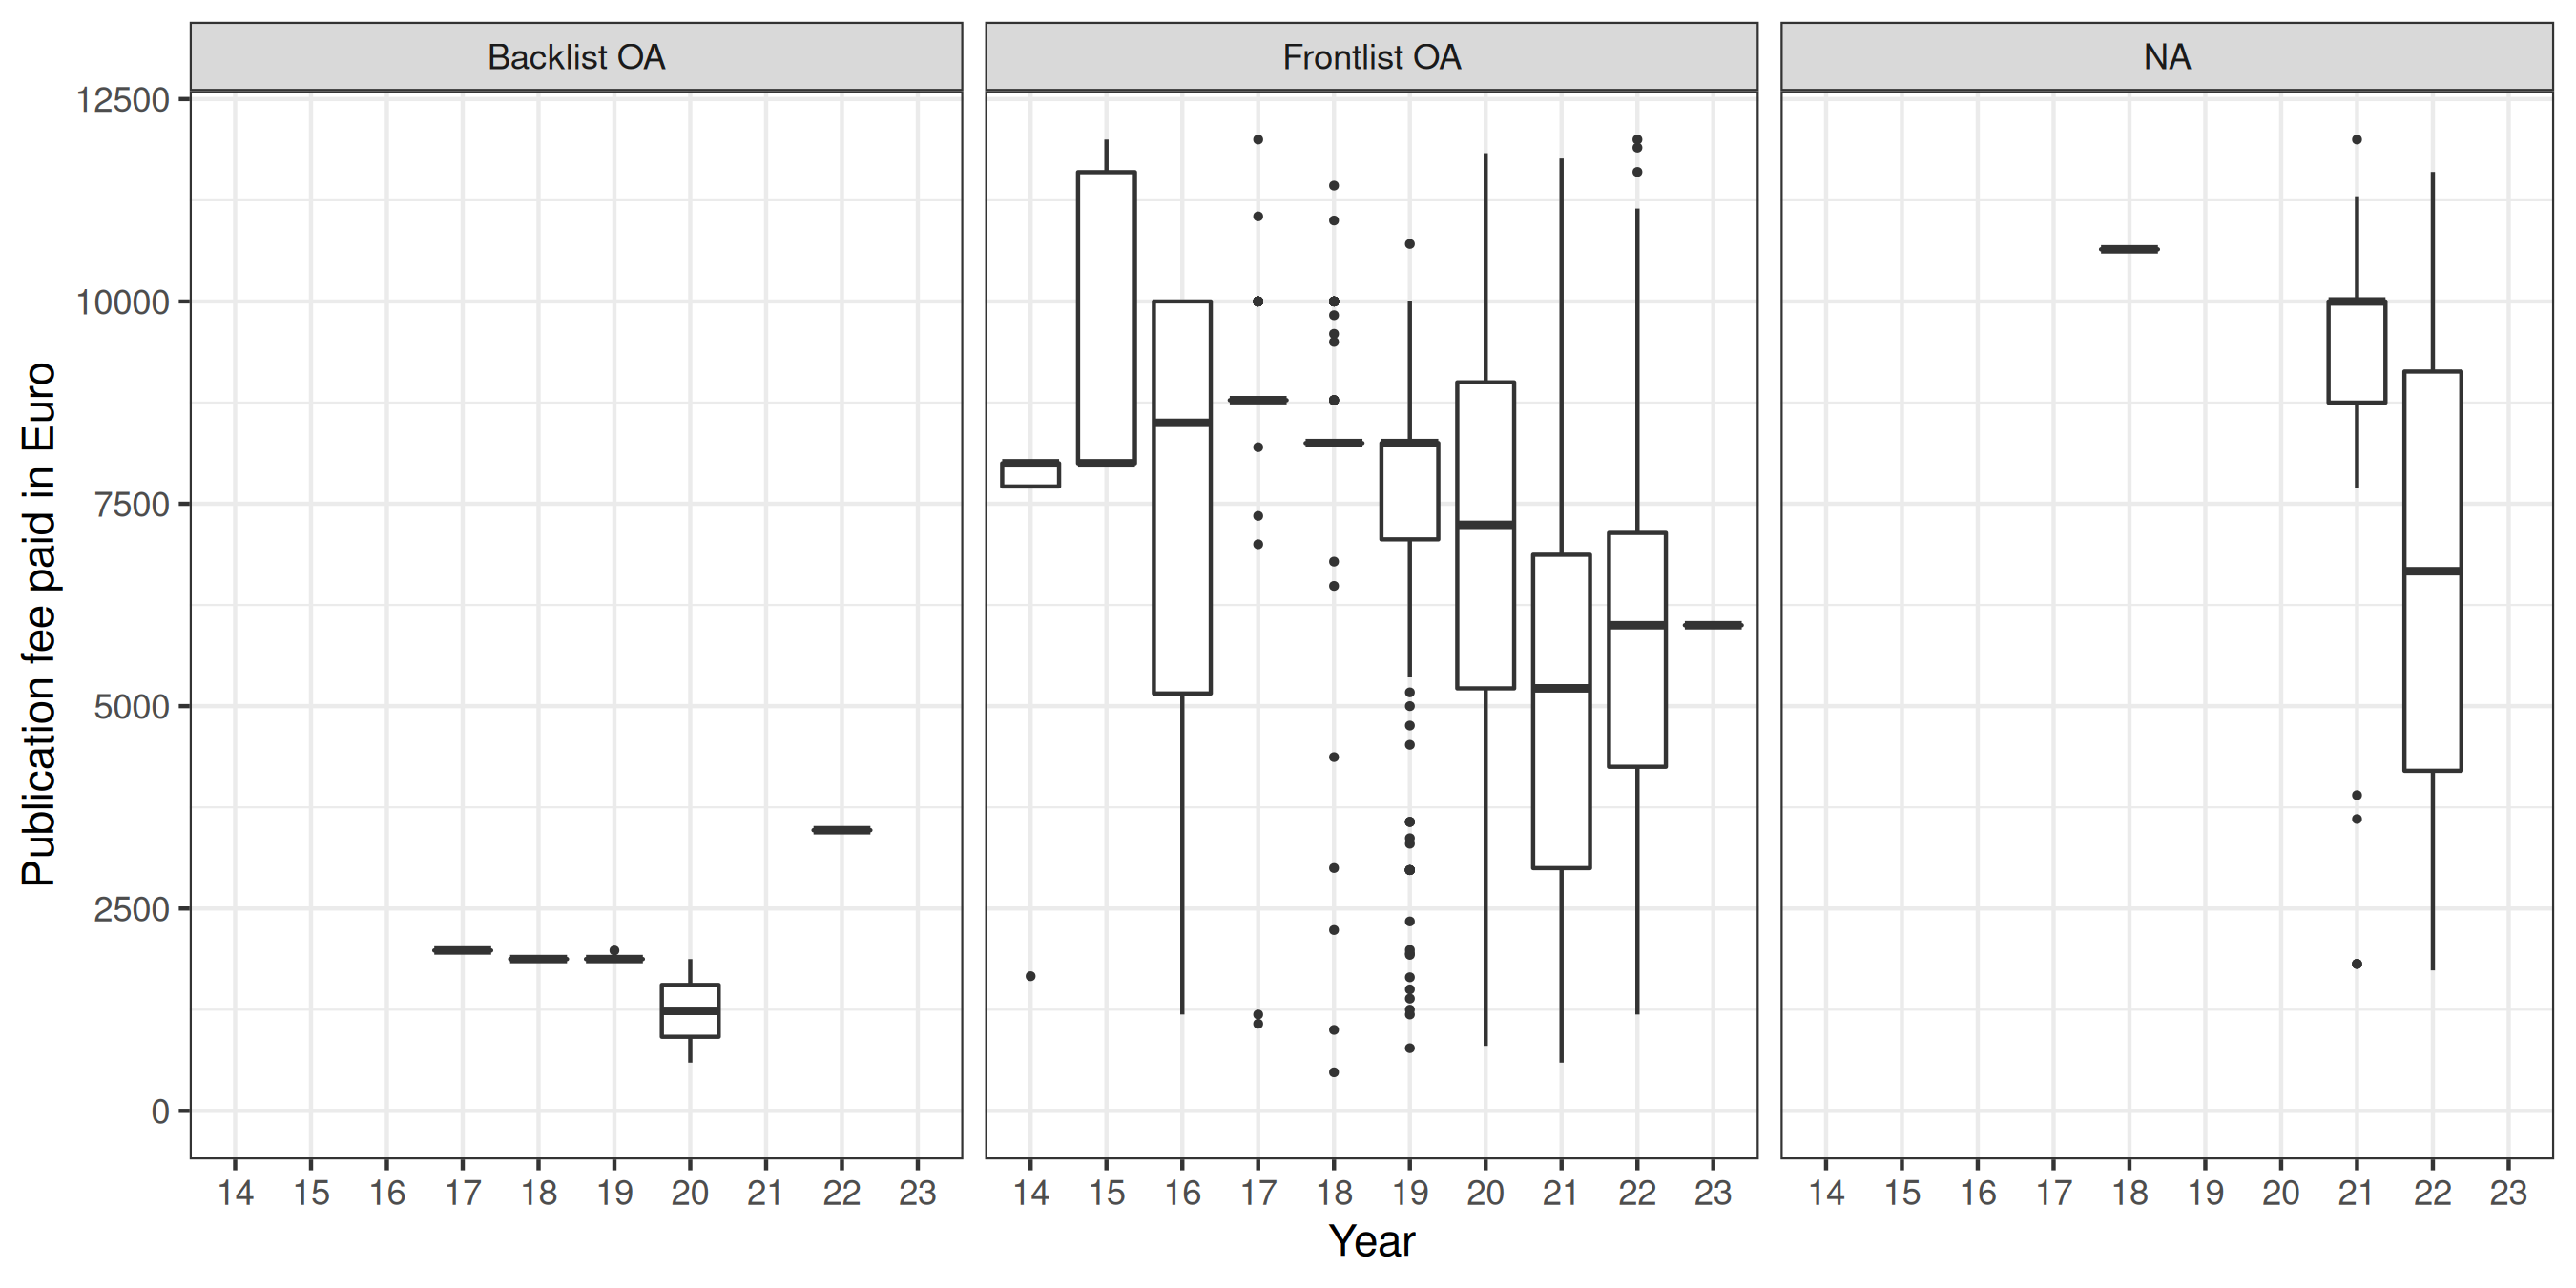 Backlist OA
Frontlist OA
NA
Publication fee paid in Euro
12500
10000
7500
5000
2500
0
14 15 16 17 18 19 20 21 22 23
14 15 16 17 18 19 20 21 22 23
14 15 16 17 18 19 20 21 22 23
Year